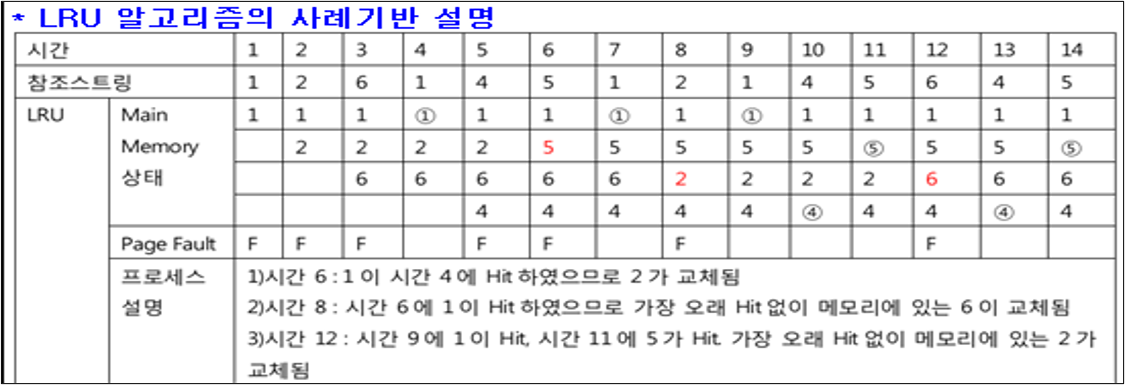 * LRU 알고리즘의 사례기반 설명
시간 1 2 3 4 5 6 7 8 9 10 11 12 13 14
참조스트링 1 2 6 1 4 5 1 2 1 4 5 6 4 5
LRU Main 1 1 1 ① 1 1 ① 1 ① 1 1 1 1 1
Memory 2 2 2 2 5 5 5 5 5 ⑤ 5 5 ⑤
상태 6 6 6 6 6 2 2 2 2 6 6 6
4 4 4 4 4 ④ 4 4 ④ 4
Page Fault F F F F F F F
프로세스 1)시간 6 : 1 이 시간 4 에 Hit 하였으므로 2 가 교체됨
설명 2)시간 8 : 시간 6 에 1 이 Hit 하였으므로 가장 오래 Hit 없이 메모리에 있는 6 이 교체됨
3)시간 12 : 시간 9 에 1 이 Hit, 시간 11 에 5 가 Hit. 가장 오래 Hit 없이 메모리에 있는 2 가
교체됨